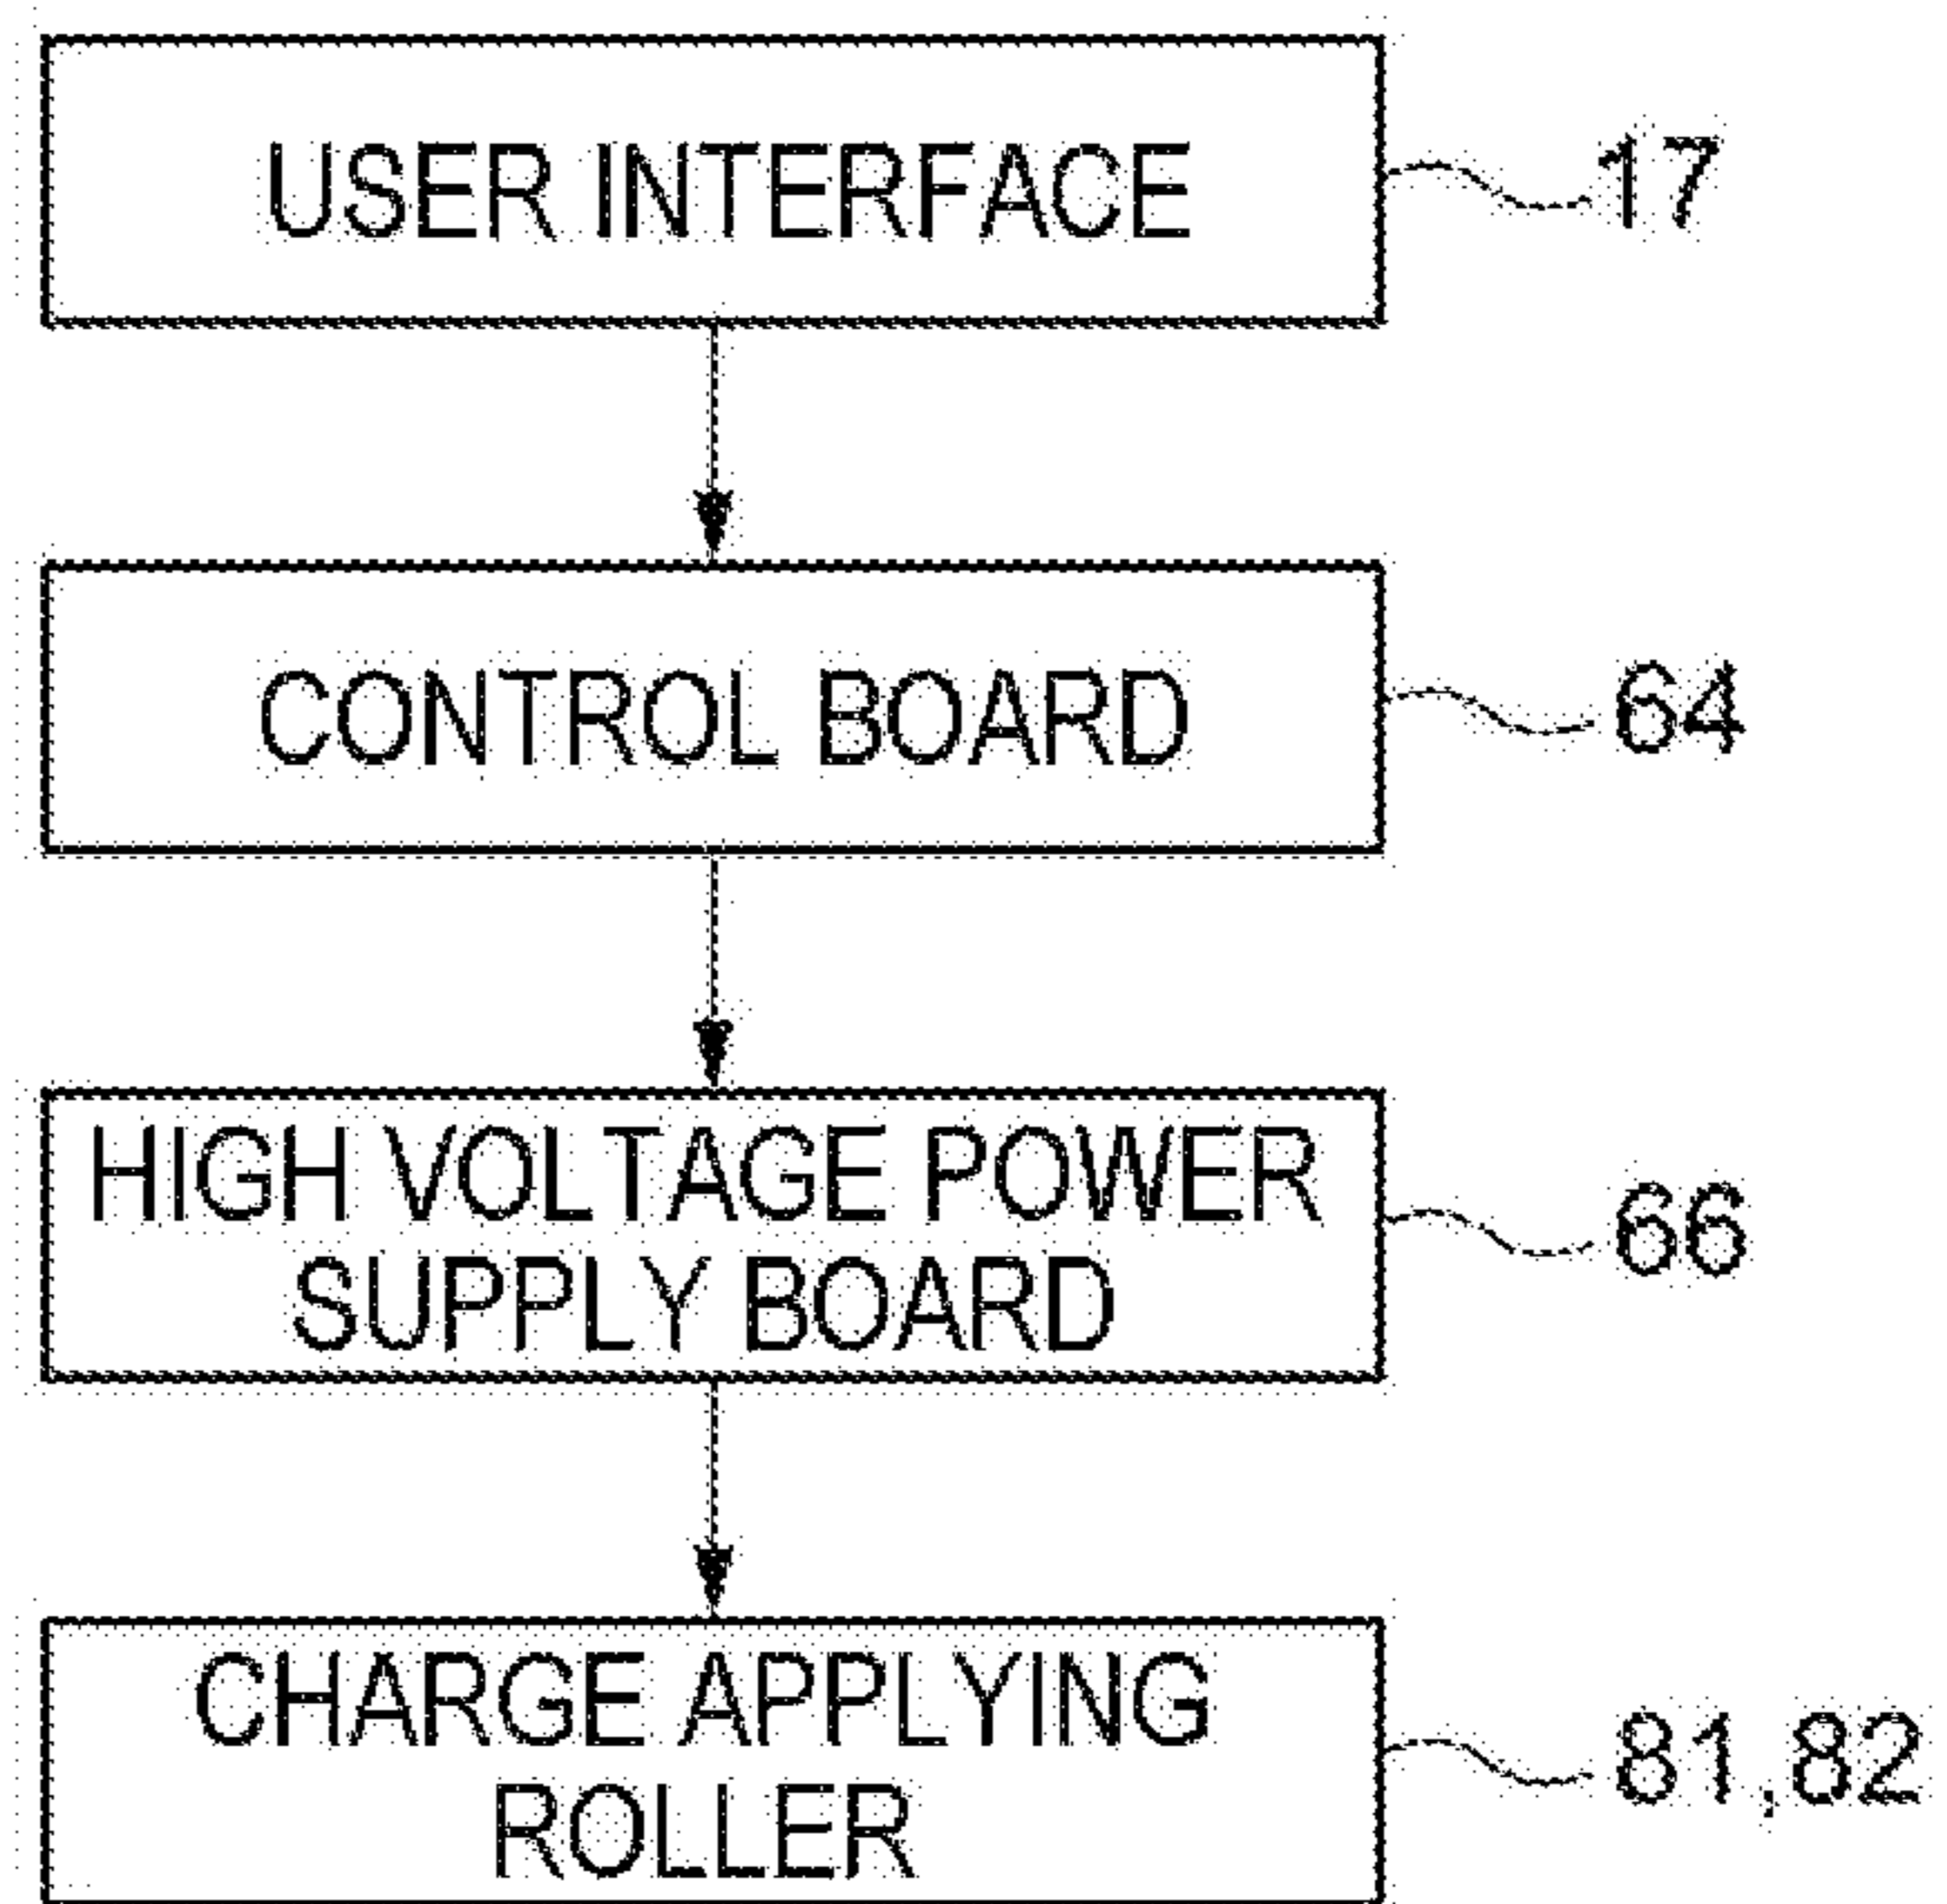 USER INTERFACE
17
CONTROL BOARD
64
HIGH VOLTAGE POWER
SUPPLY BOARD
66
CHARGE APPLYING
ROLLER
81,82